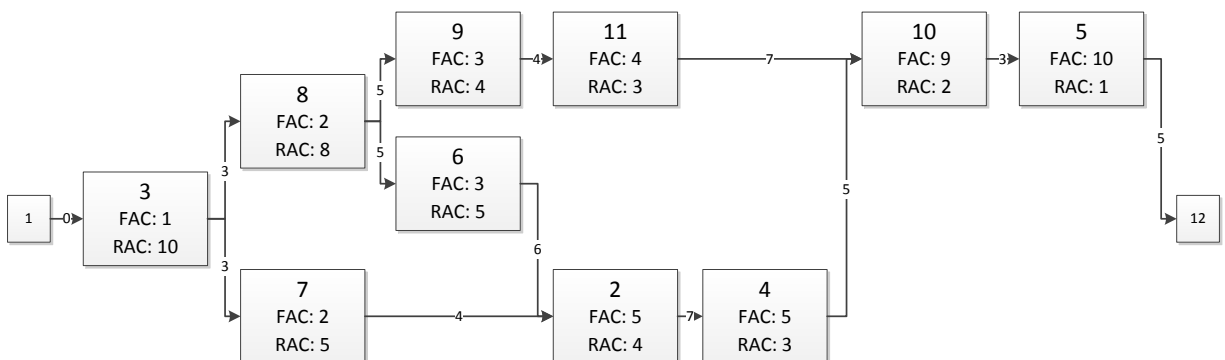 1
0
3
FAC: 1
RAC: 10
3
3
8
FAC: 2
RAC: 8
5
5
9
FAC: 3
RAC: 4
4
11
FAC: 4
RAC: 3
7
6
FAC: 3
RAC: 5
6
7
FAC: 2
RAC: 5
4
2
FAC: 5
RAC: 4
7
4
FAC: 5
RAC: 3
5
10
FAC: 9
RAC: 2
3
5
FAC: 10
RAC: 1
5
12